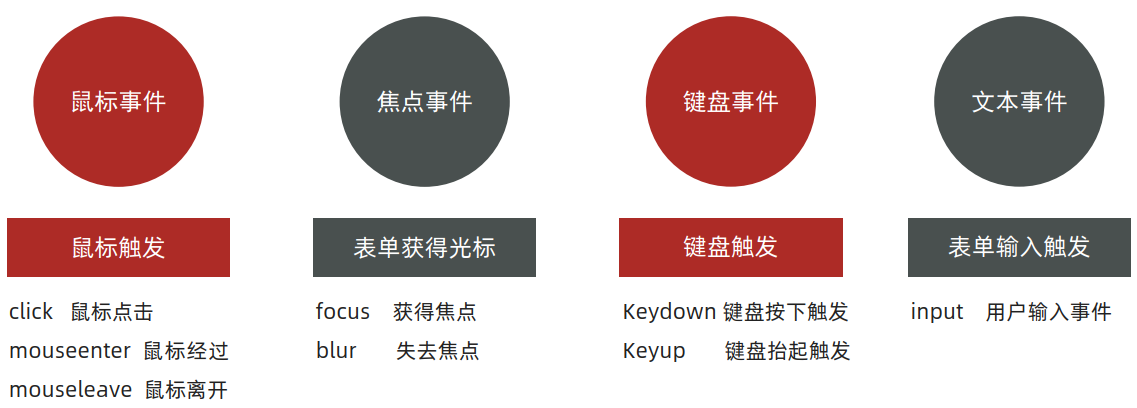 鼠标事件
鼠标触发
click 鼠标点击
mouseenter 鼠标经过
mouseleave 鼠标离开
焦点事件
表单获得光标
focus 获得焦点
blur 失去焦点
键盘事件
键盘触发
Keydown 键盘按下触发
Keyup 键盘抬起触发
文本事件
表单输入触发
input 用户输入事件